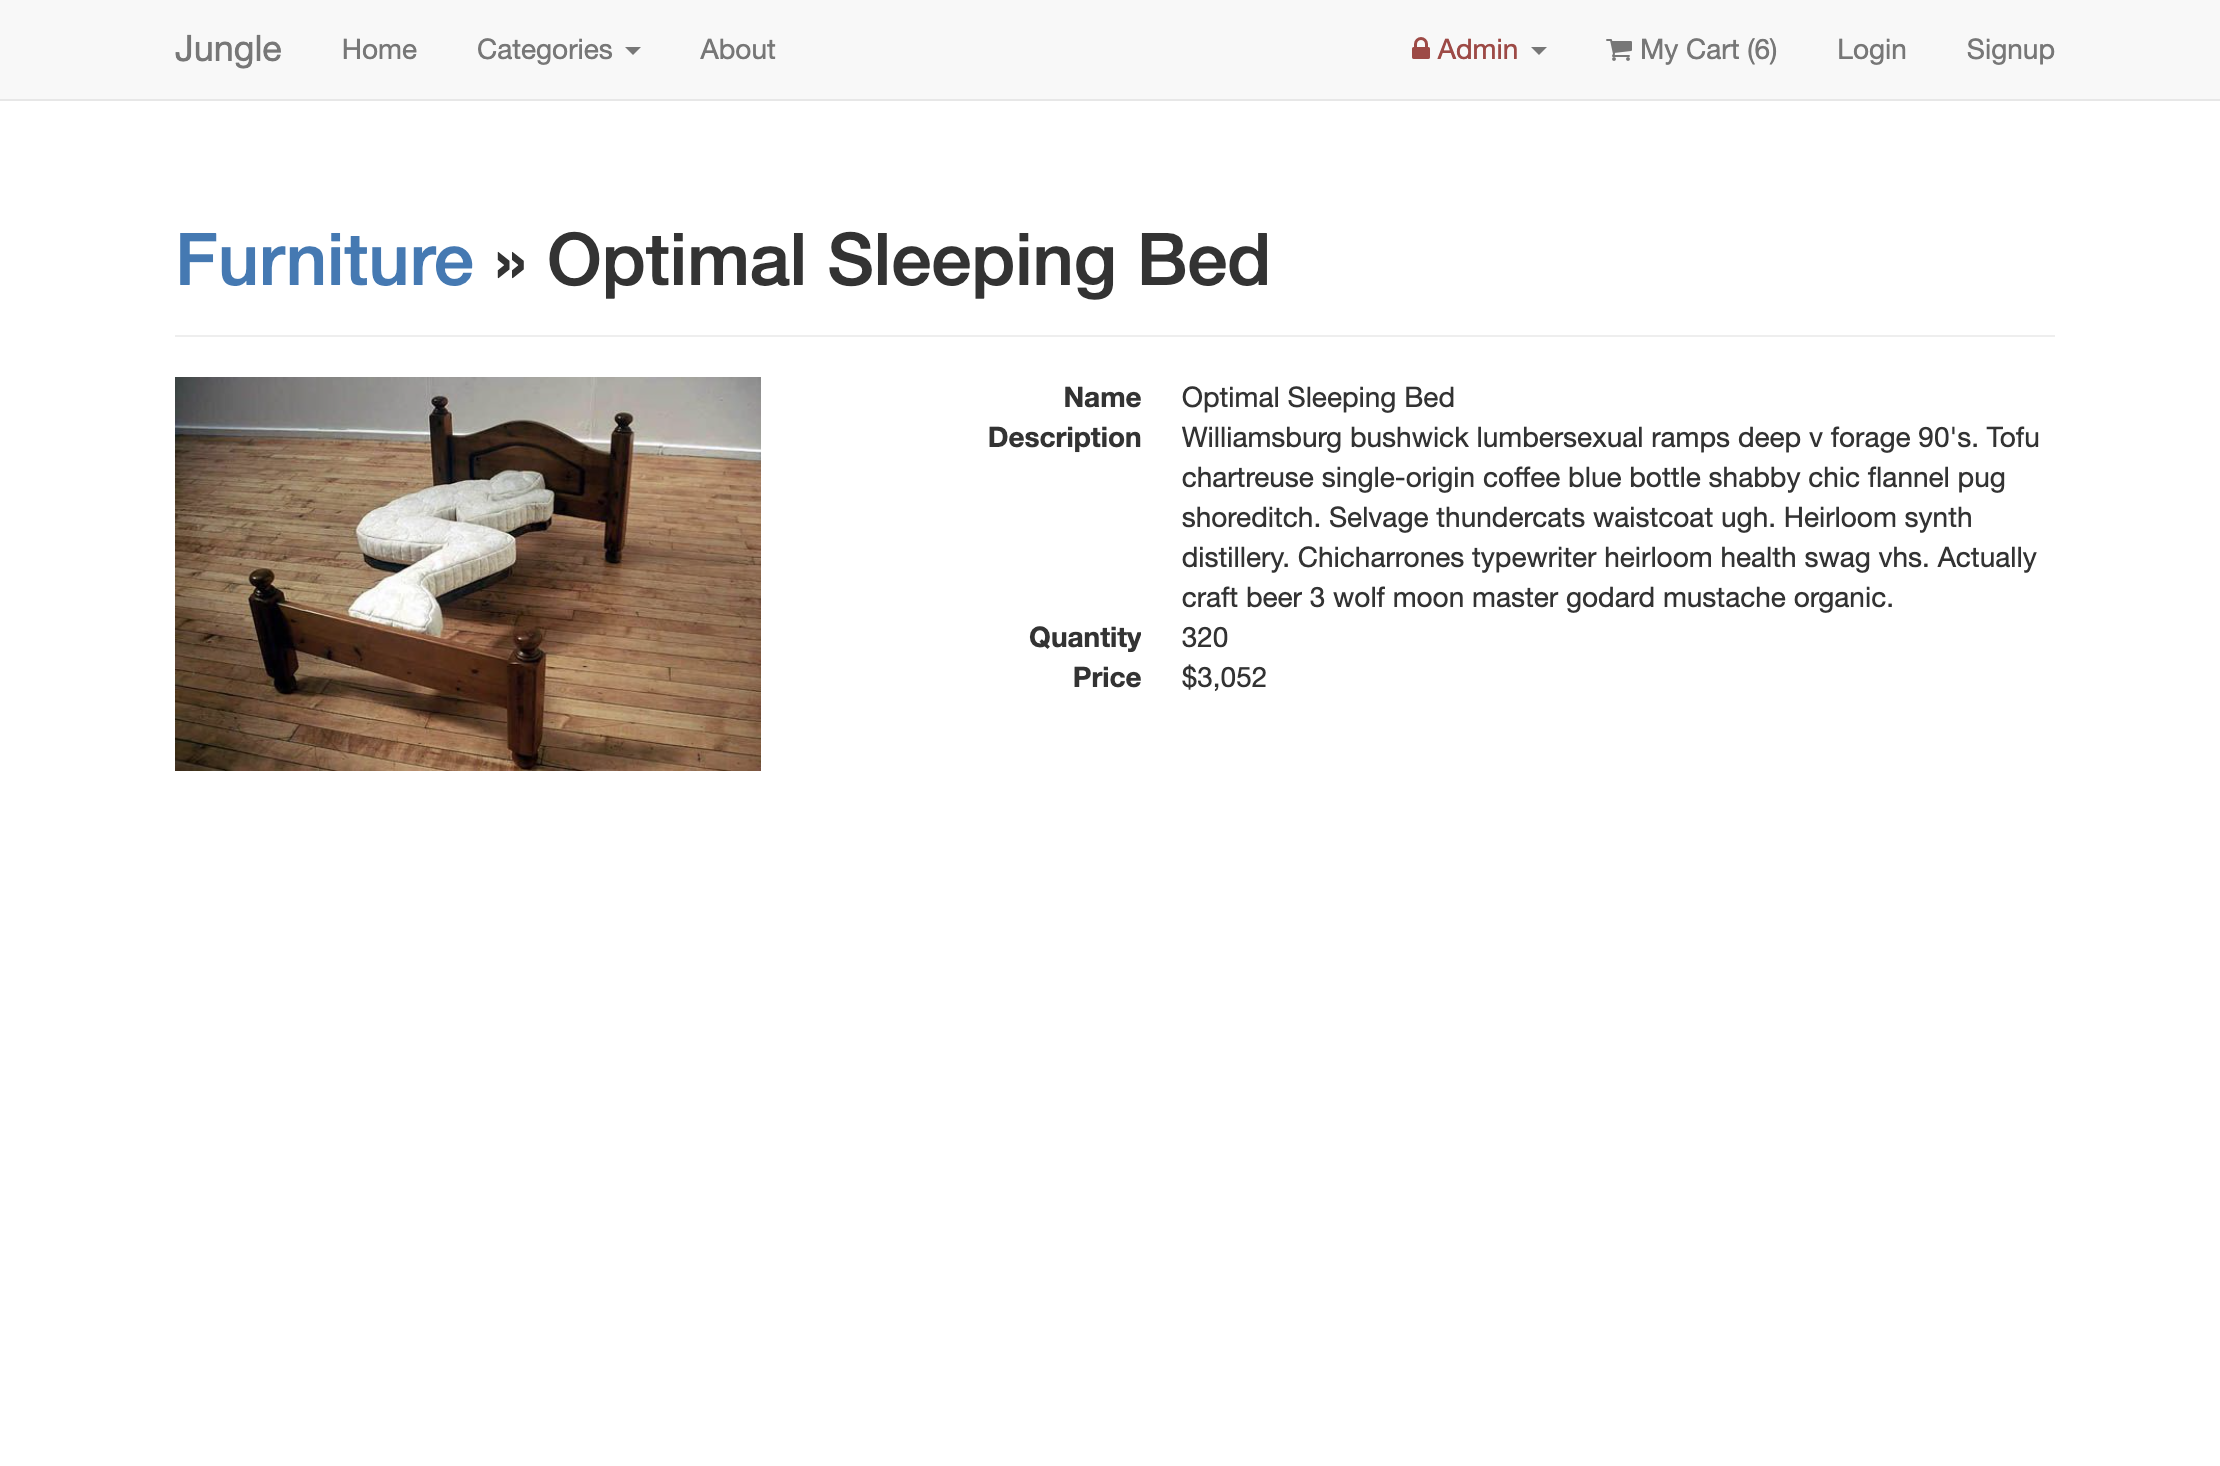 Jungle Home Categories About Admin My Cart (6) Login Signup
Furniture » Optimal Sleeping Bed
Name Optimal Sleeping Bed
Description Williamsburg bushwick lumbersexual ramps deep v forage 90's. Tofu
chartreuse single-origin coffee blue bottle shabby chic flannel pug
shoreditch. Selvage thundercats waistcoat ugh. Heirloom synth
distillery. Chicharrones typewriter heirloom health swag vhs. Actually
craft beer 3 wolf moon master godard mustache organic.
Quantity 320
Price $3,052